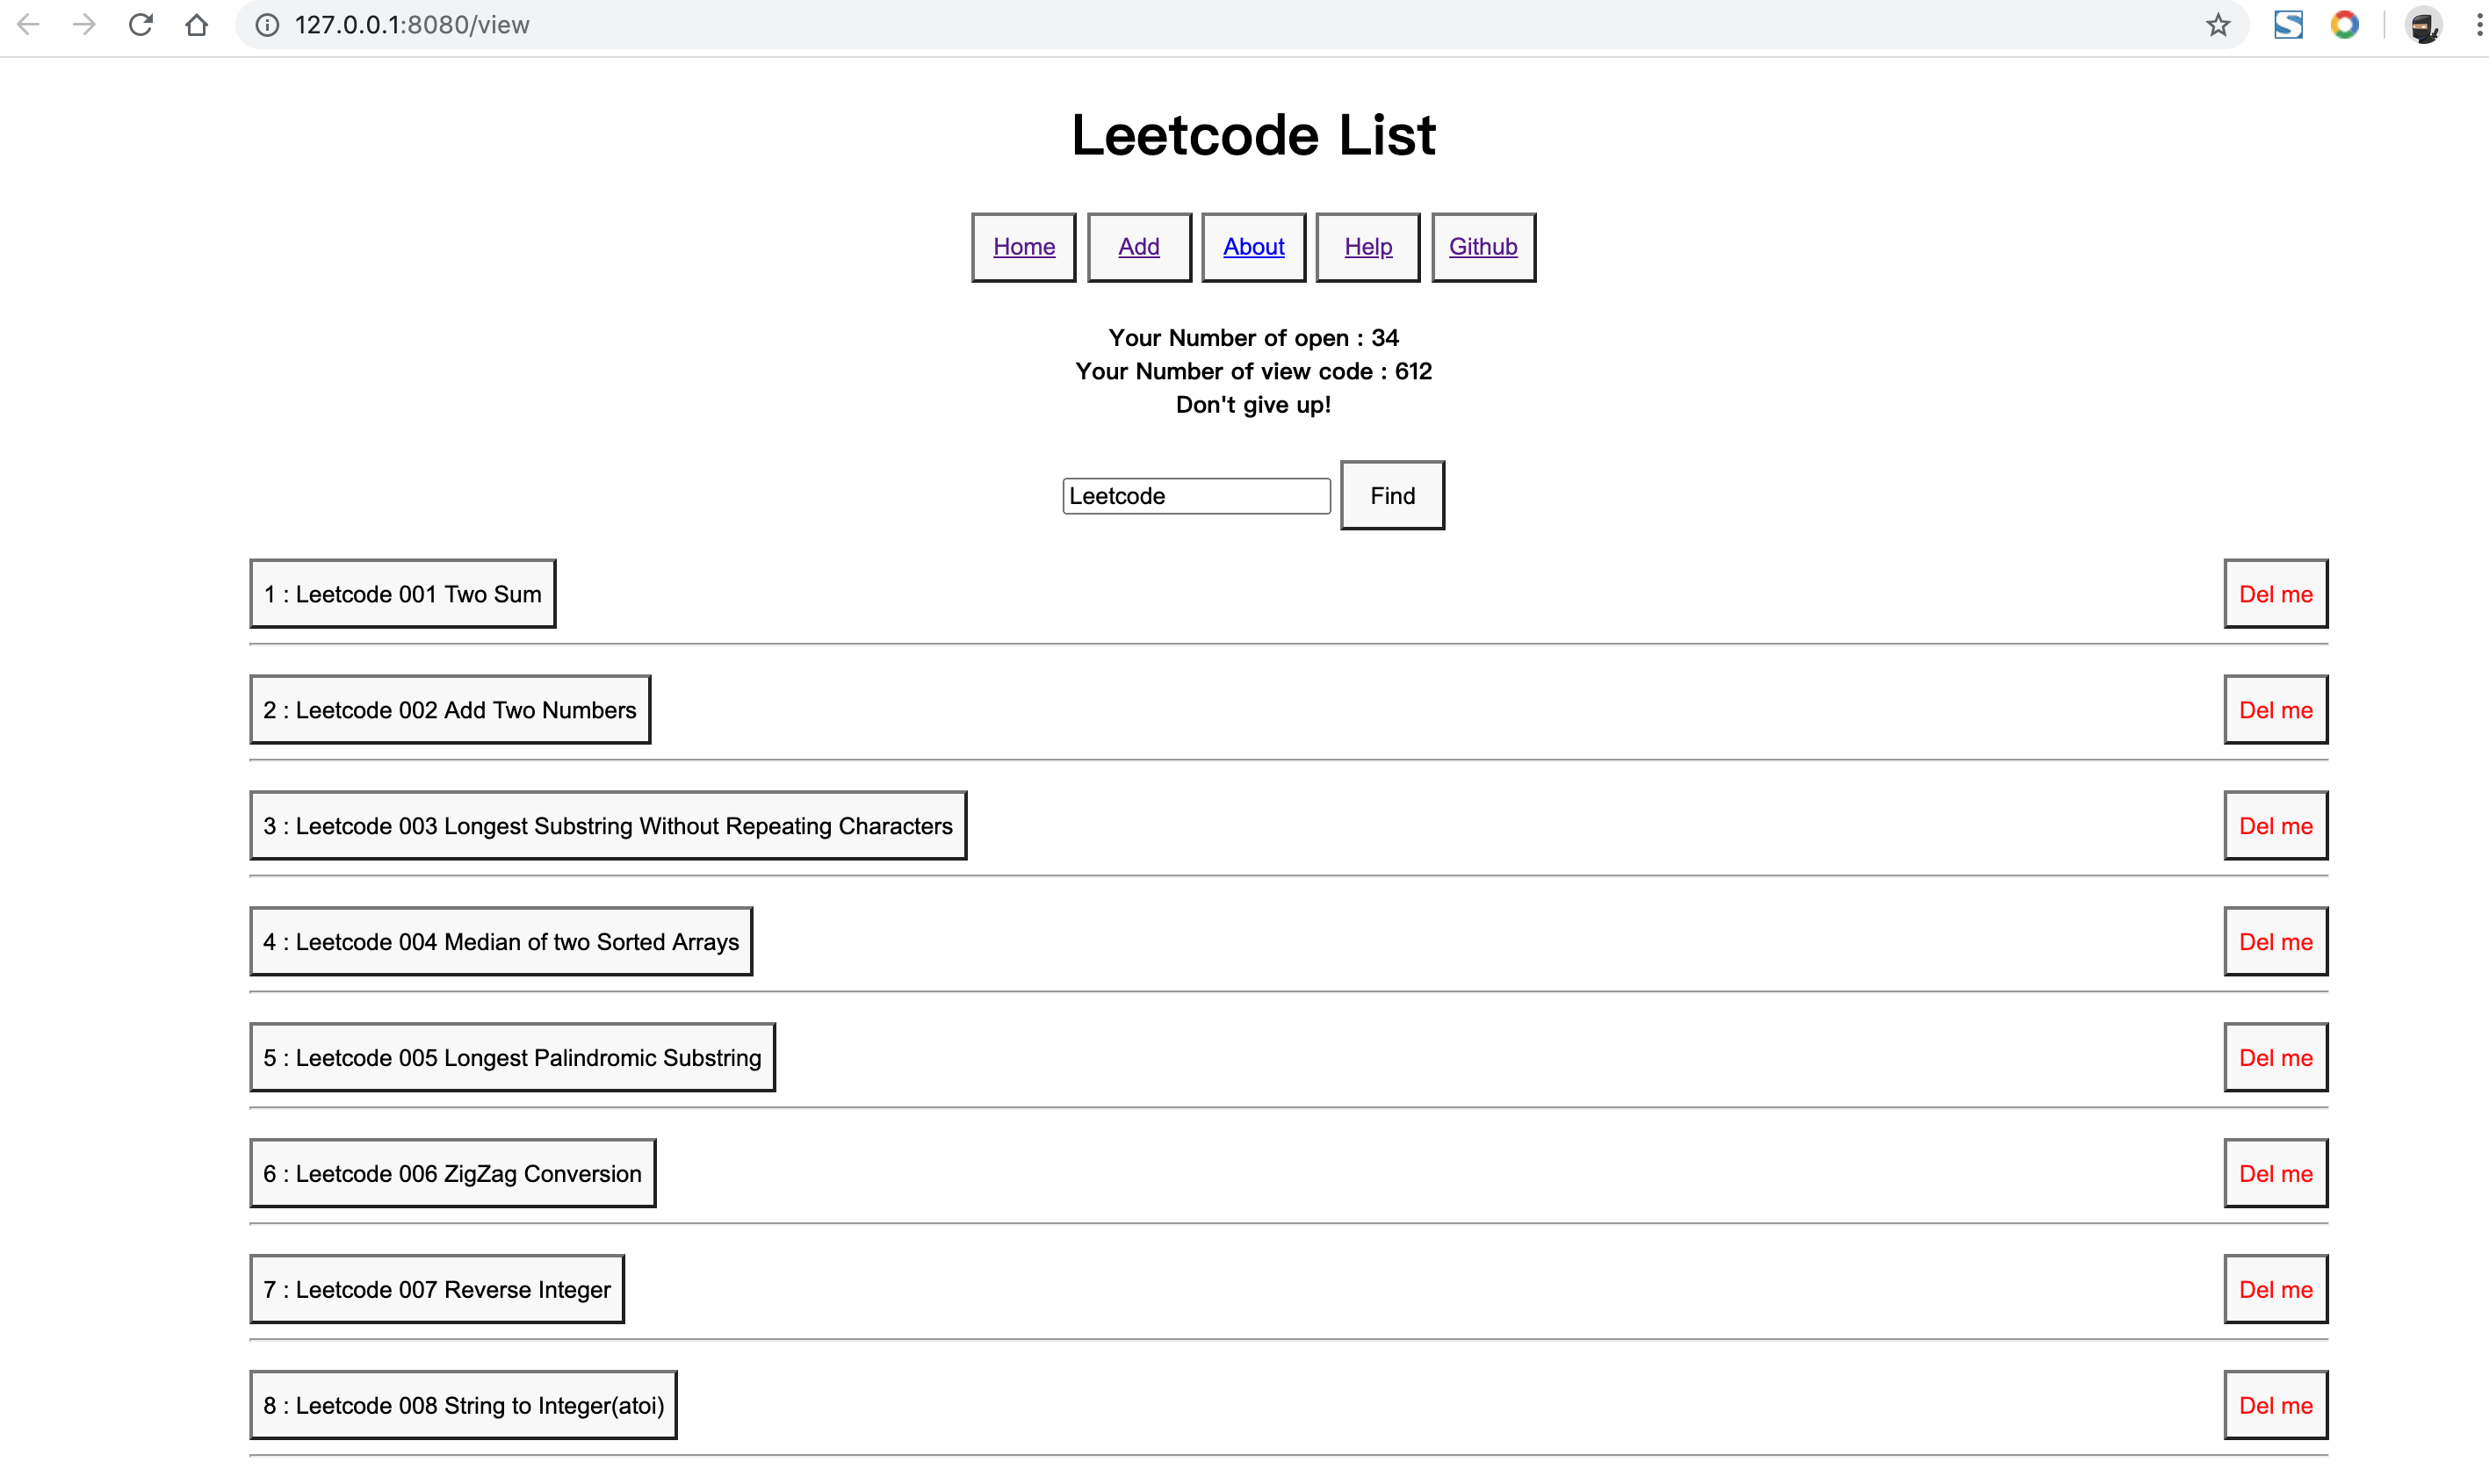 127.0.0.1:8080/view
Leetcode List
Home Add About Help Github
Your Number of open : 34
Your Number of view code : 612
Don't give up!
Leetcode Find
1 : Leetcode 001 Two Sum Del me
2 : Leetcode 002 Add Two Numbers Del me
3 : Leetcode 003 Longest Substring Without Repeating Characters Del me
4 : Leetcode 004 Median of two Sorted Arrays Del me
5 : Leetcode 005 Longest Palindromic Substring Del me
6 : Leetcode 006 ZigZag Conversion Del me
7 : Leetcode 007 Reverse Integer Del me
8 : Leetcode 008 String to Integer(atoi) Del me